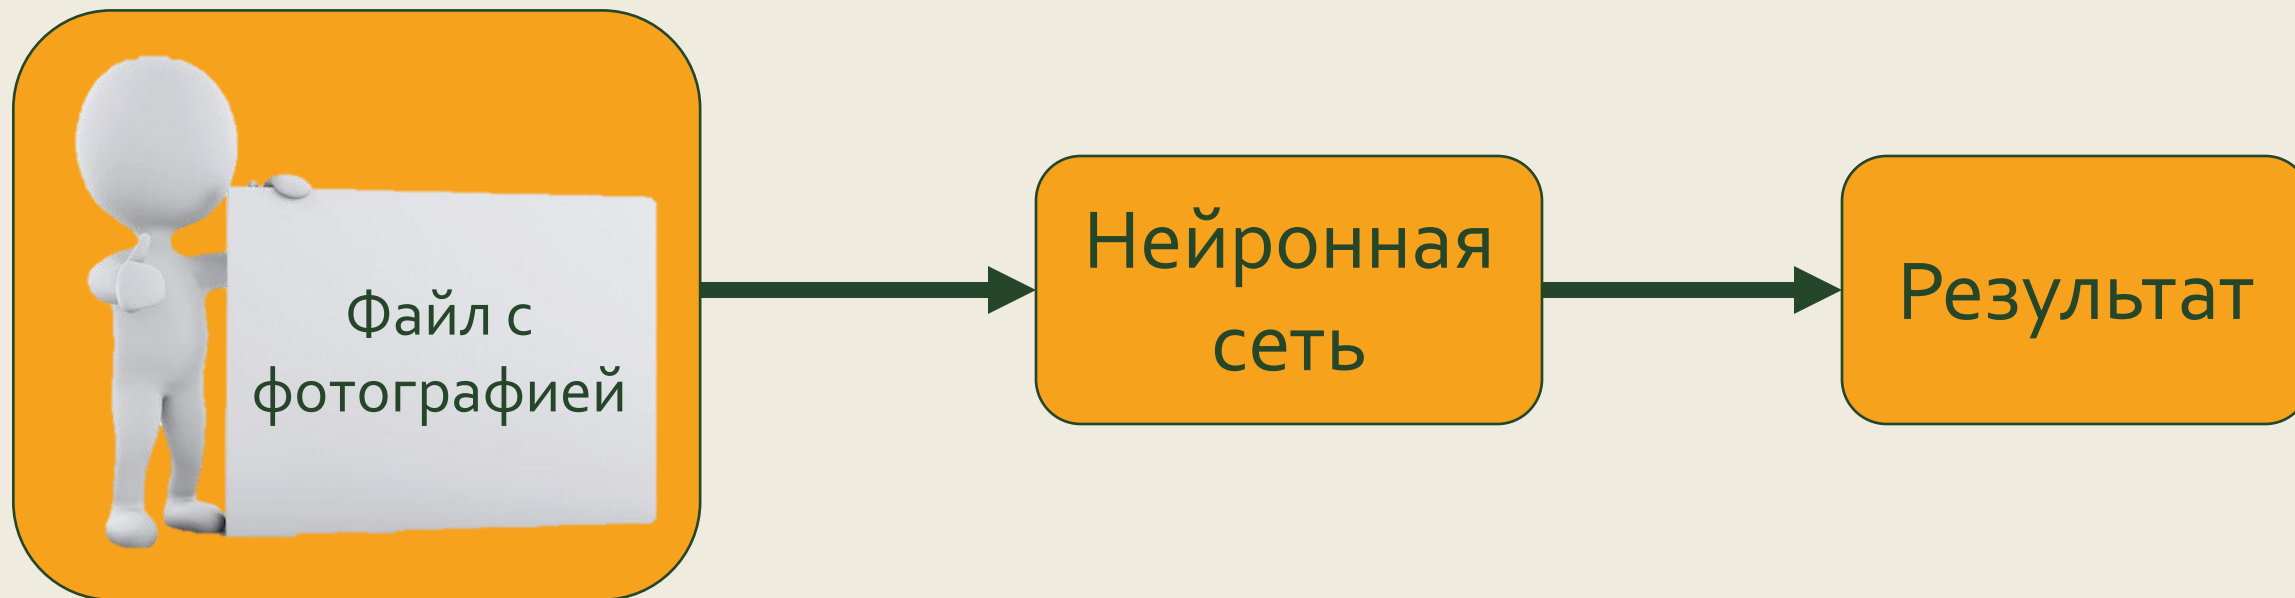 Файл с
фотографией
Нейронная
сеть
Результат